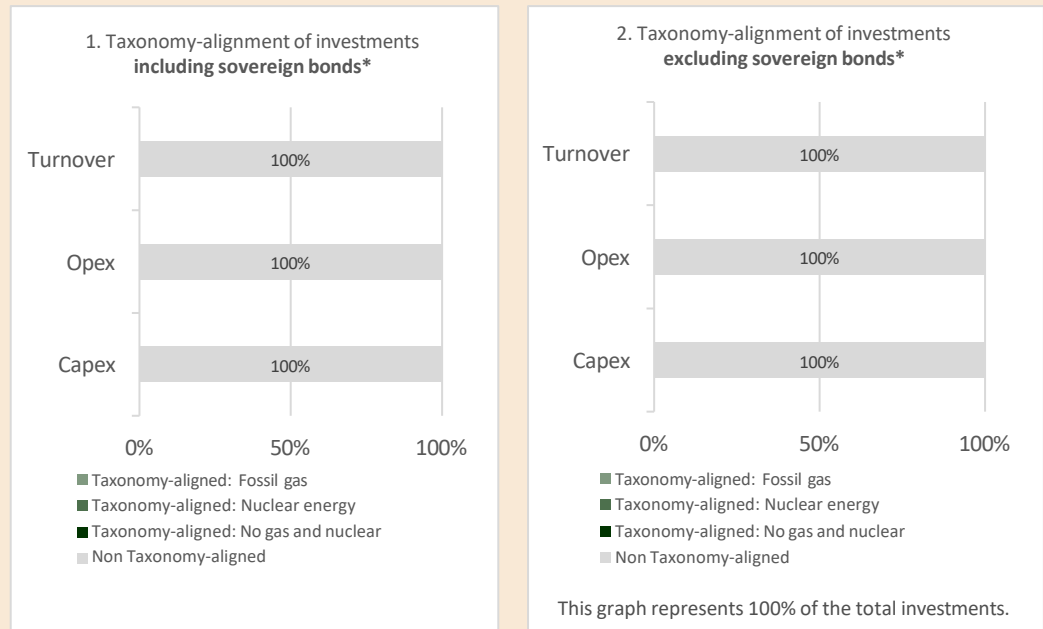 1. Taxonomy-alignment of investments
including sovereign bonds*
Turnover
100%
Opex
100%
Capex
100%
0%
50%
100%
Taxonomy-aligned: Fossil gas
Taxonomy-aligned: Nuclear energy
Taxonomy-aligned: No gas and nuclear
Non Taxonomy-aligned
2. Taxonomy-alignment of investments
excluding sovereign bonds*
Turnover
100%
Opex
100%
Capex
100%
0%
50%
100%
Taxonomy-aligned: Fossil gas
Taxonomy-aligned: Nuclear energy
Taxonomy-aligned: No gas and nuclear
Non Taxonomy-aligned
This graph represents 100% of the total investments.